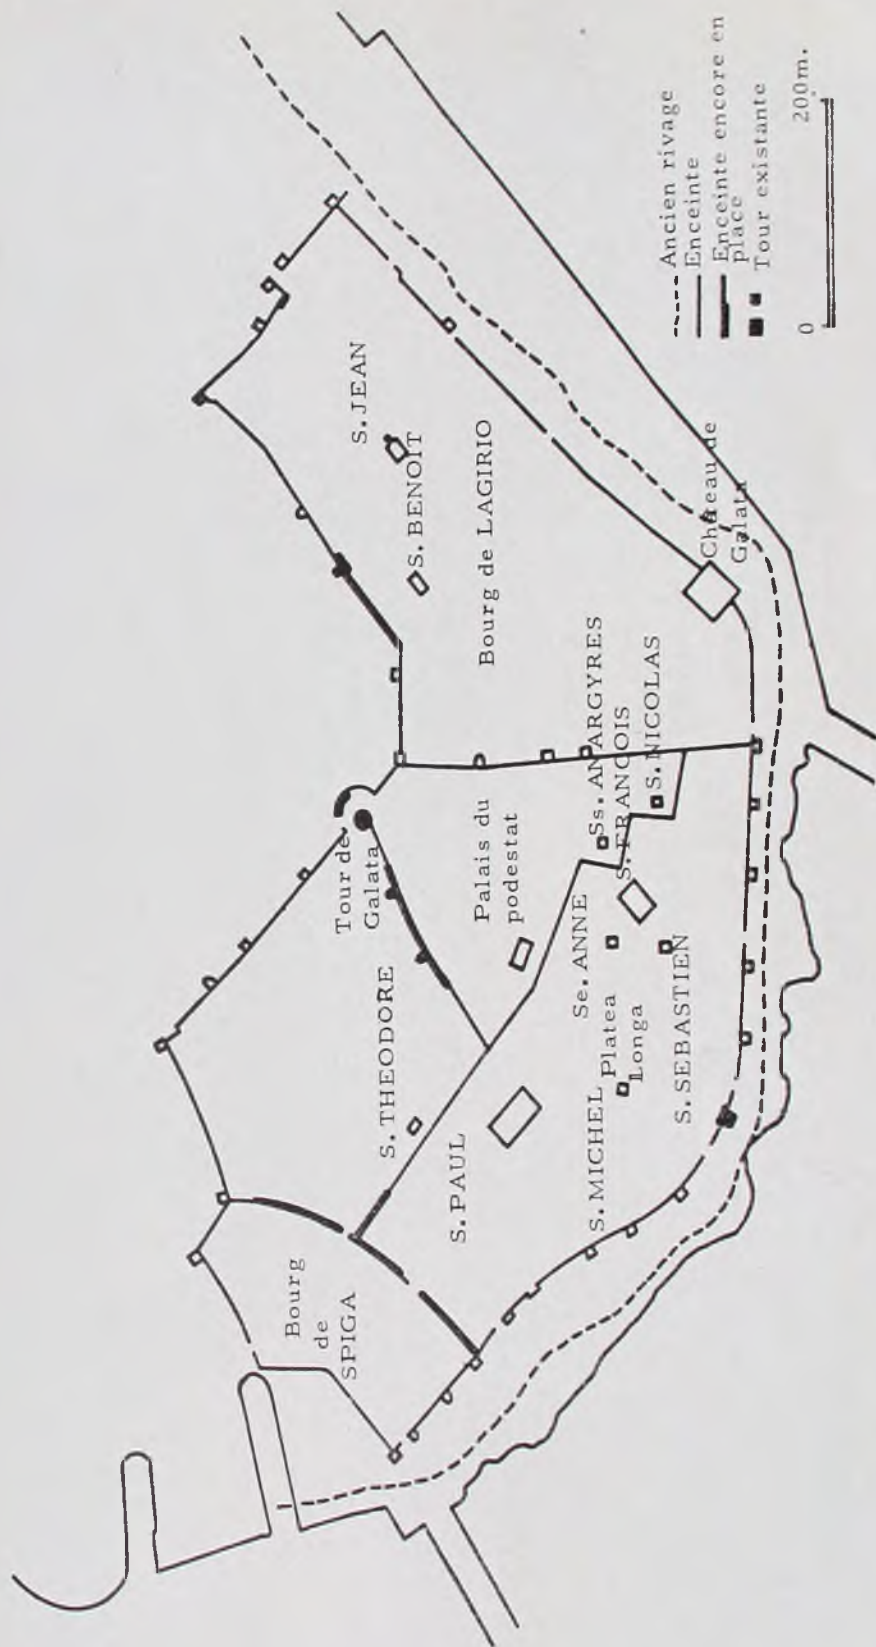 Bourg
de
SPIGA
S. THEODORE
Tour de
Galata
S. PAUL
Palais du
podestat
S. JEAN
S. BENOIT
Bourg de LAGIRIO
S. MICHEL
Platea
Longa
Se. ANNE
S. SEBASTIEN
Ss. ANARGYRES
S. FRANCOIS
S. NICOLAS
Château de
Galata
Ancien rivage
Enceinte
Enceinte encore en
place
Tour existante
0 200m.